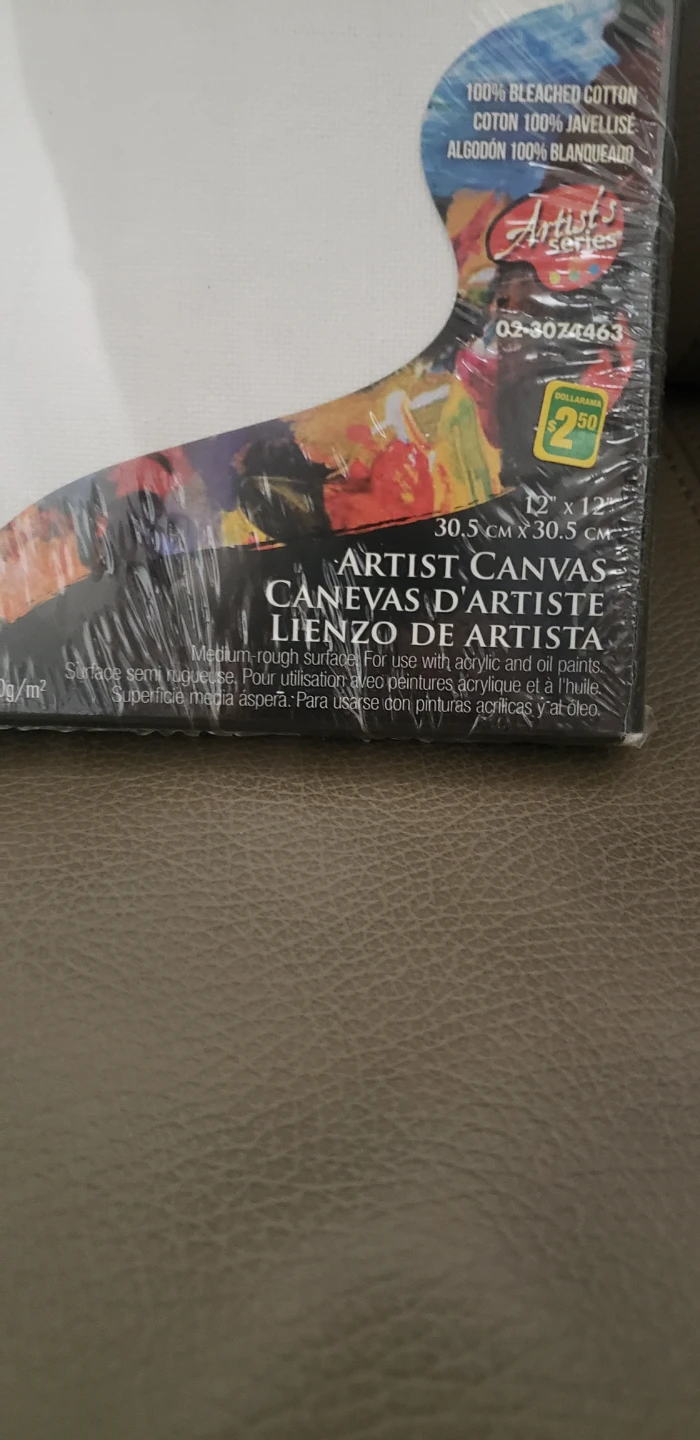 100% BLEACHED COTTON
COTON 100% JAVELLISÉ
ALGODÓN 100% BLANQUEADO
Artist's
series
02-3074463
DOLLARAMA
$2.50
12" x 12"
30.5 CM X 30.5 CM
ARTIST CANVAS
CANEVAS D'ARTISTE
LIENZO DE ARTISTA
Medium-rough surface. For use with acrylic and oil paints.
Surface semi rugueuse. Pour utilisation avec peintures acrylique et à l'huile.
Superficie media áspera. Para usarse con pinturas acrílicas y al óleo.
0g/m²